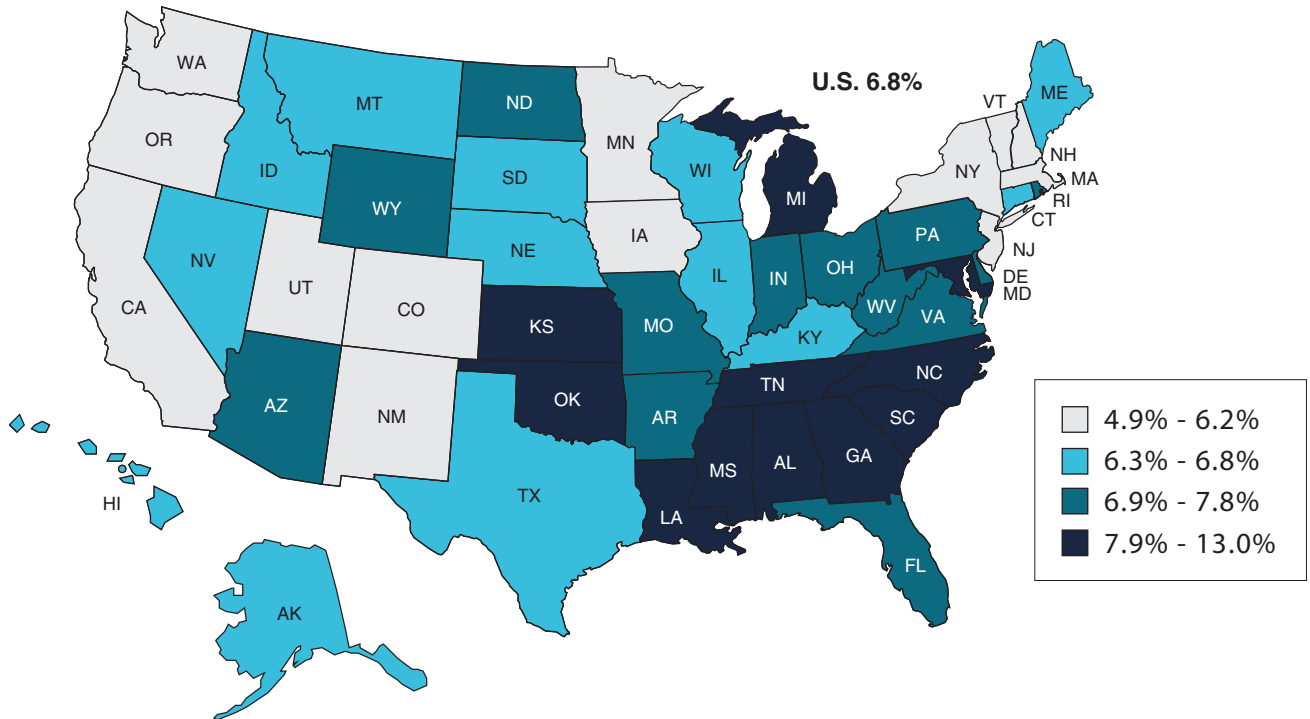 WA
U.S. 6.8%
ME
VT
MT
ND
OR
MN
NH
ID
WI
NY
SD
MA
MI
RI
WY
CT
PA
IA
NE
NJ
NV
OH
IL
IN
DE
UT
MD
CO
WV
CA
VA
KS
MO
KY
NC
TN
OK
AZ
AR
NM
SC
4.9% - 6.2%
GA
AL
MS
6.3% - 6.8%
TX
HI
6.9% - 7.8%
LA
7.9% - 13.0%
FL
AK